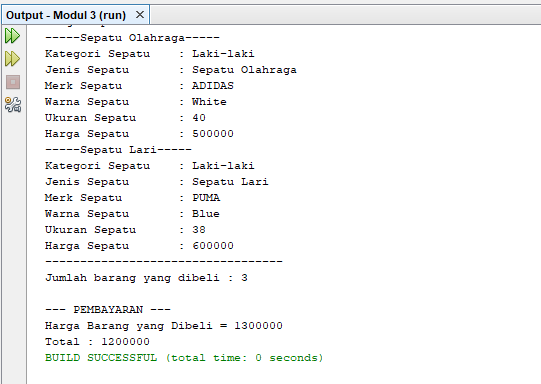 Output - Modul 3 (run) ×
-----Sepatu Olahraga-----
Kategori Sepatu    : Laki-laki
Jenis Sepatu       : Sepatu Olahraga
Merk Sepatu        : ADIDAS
Warna Sepatu       : White
Ukuran Sepatu      : 40
Harga Sepatu       : 500000
-----Sepatu Lari-----
Kategori Sepatu    : Laki-laki
Jenis Sepatu       : Sepatu Lari
Merk Sepatu        : PUMA
Warna Sepatu       : Blue
Ukuran Sepatu      : 38
Harga Sepatu       : 600000
----------------------------------
Jumlah barang yang dibeli : 3
--- PEMBAYARAN ---
Harga Barang yang Dibeli = 1300000
Total : 1200000
BUILD SUCCESSFUL (total time: 0 seconds)